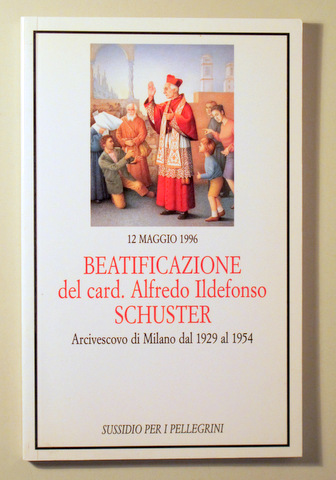 12 MAGGIO 1996
BEATIFICAZIONE
del card. Alfredo Ildefonso
SCHUSTER
Arcivescovo di Milano dal 1929 al 1954
SUSSIDIO PER I PELLEGRINI